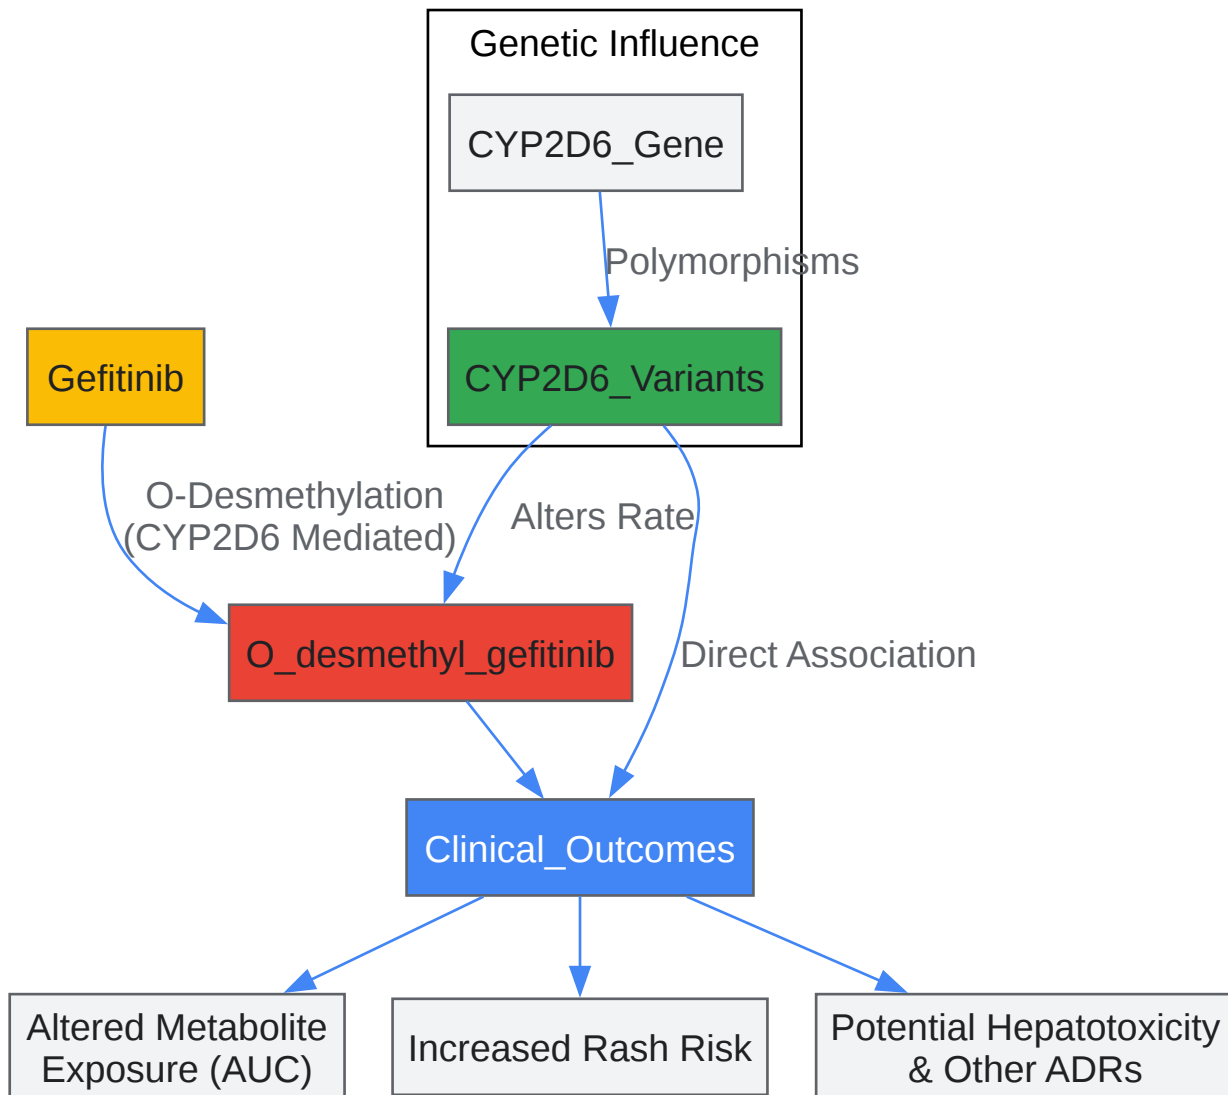 Genetic Influence
CYP2D6_Gene
Polymorphisms
Gefitinib
CYP2D6_Variants
O-Desmethylation
(CYP2D6 Mediated)
Alters Rate
O_desmethyl_gefitinib
Direct Association
Clinical_Outcomes
Altered Metabolite
Exposure (AUC)
Increased Rash Risk
Potential Hepatotoxicity
& Other ADRs